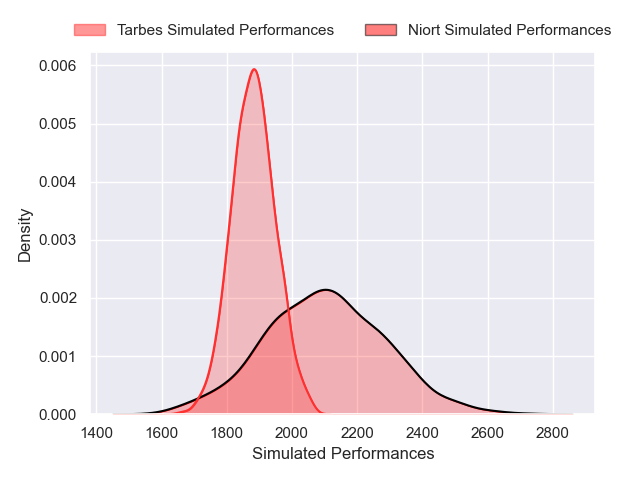 Tarbes Simulated Performances Niort Simulated Performances
0.006
0.005
0.004
0.003
0.002
0.001
0.000
Density
1400 1600 1800 2000 2200 2400 2600 2800
Simulated Performances